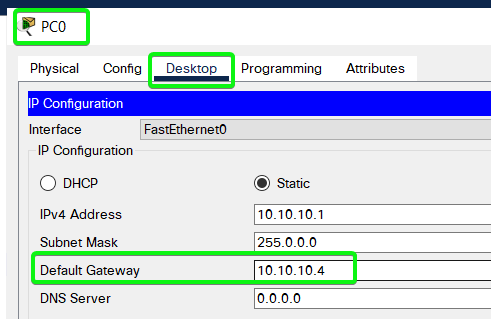 PC0
Physical Config Desktop Programming Attributes
IP Configuration
Interface FastEthernet0
IP Configuration
DHCP Static
IPv4 Address 10.10.10.1
Subnet Mask 255.0.0.0
Default Gateway 10.10.10.4
DNS Server 0.0.0.0